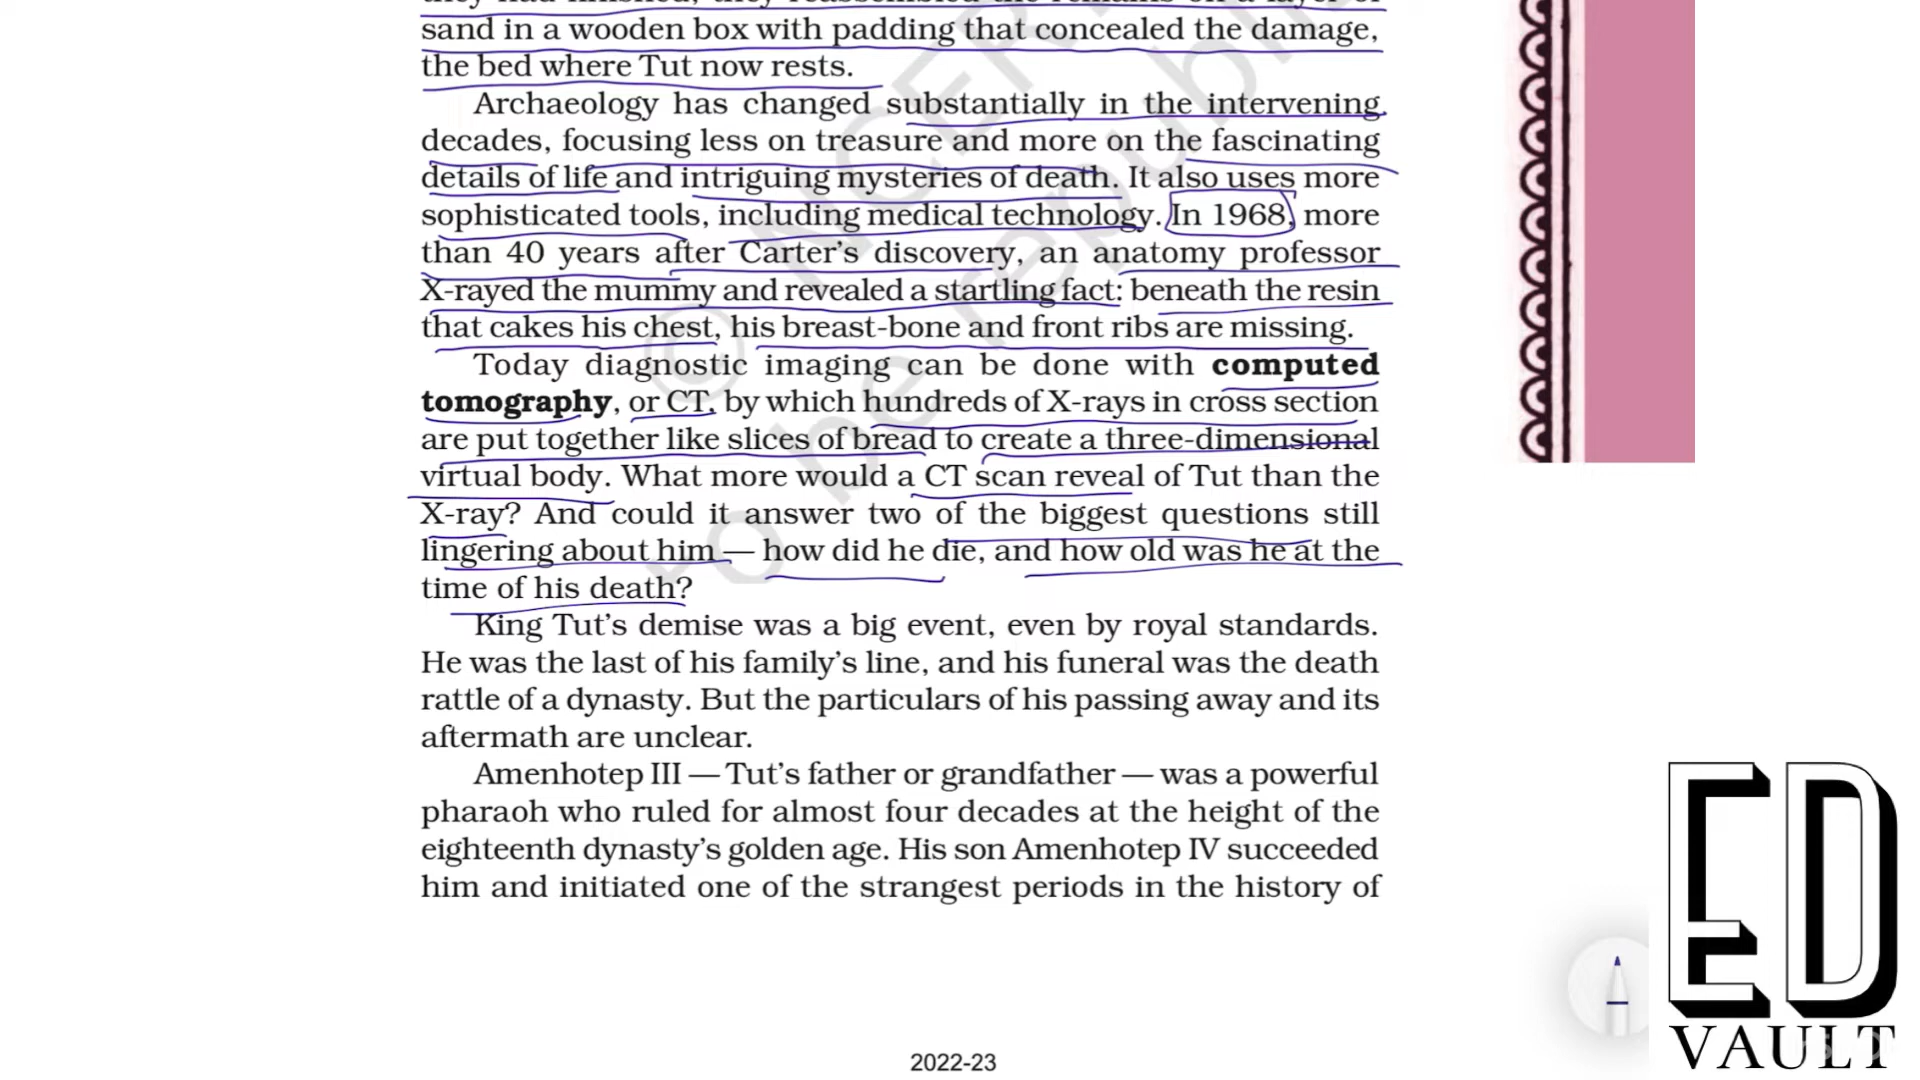 they had finished, they reassembled the remains on a layer of
sand in a wooden box with padding that concealed the damage,
the bed where Tut now rests.
Archaeology has changed substantially in the intervening
decades, focusing less on treasure and more on the fascinating
details of life and intriguing mysteries of death. It also uses more
sophisticated tools, including medical technology. In 1968, more
than 40 years after Carter’s discovery, an anatomy professor
X-rayed the mummy and revealed a startling fact: beneath the resin
that cakes his chest, his breast-bone and front ribs are missing.
Today diagnostic imaging can be done with computed
tomography, or CT, by which hundreds of X-rays in cross section
are put together like slices of bread to create a three-dimensional
virtual body. What more would a CT scan reveal of Tut than the
X-ray? And could it answer two of the biggest questions still
lingering about him — how did he die, and how old was he at the
time of his death?
King Tut’s demise was a big event, even by royal standards.
He was the last of his family’s line, and his funeral was the death
rattle of a dynasty. But the particulars of his passing away and its
aftermath are unclear.
Amenhotep III — Tut’s father or grandfather — was a powerful
pharaoh who ruled for almost four decades at the height of the
eighteenth dynasty’s golden age. His son Amenhotep IV succeeded
him and initiated one of the strangest periods in the history of
2022-23
ED
VAULT